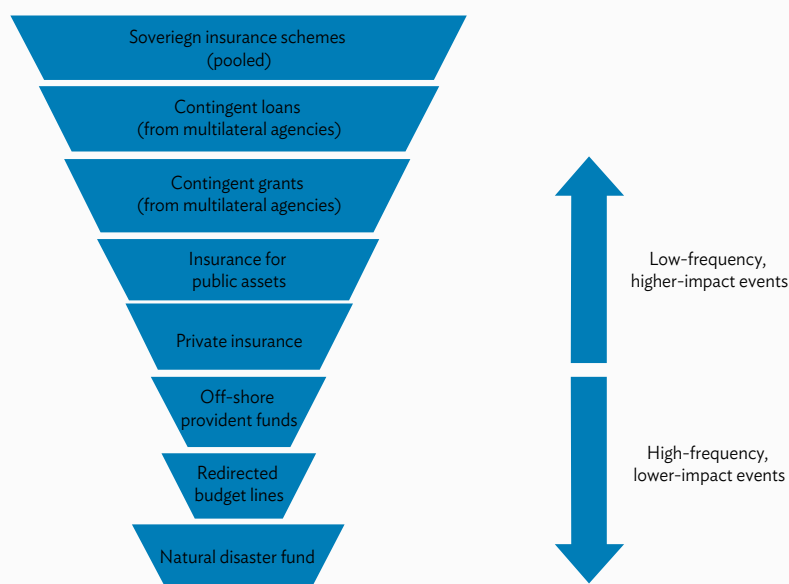 Soveriegn insurance schemes
(pooled)
Contingent loans
(from multilateral agencies)
Contingent grants
(from multilateral agencies)
Insurance for
public assets
Private insurance
Off-shore
provident funds
Redirected
budget lines
Natural disaster fund
Low-frequency,
higher-impact events
High-frequency,
lower-impact events